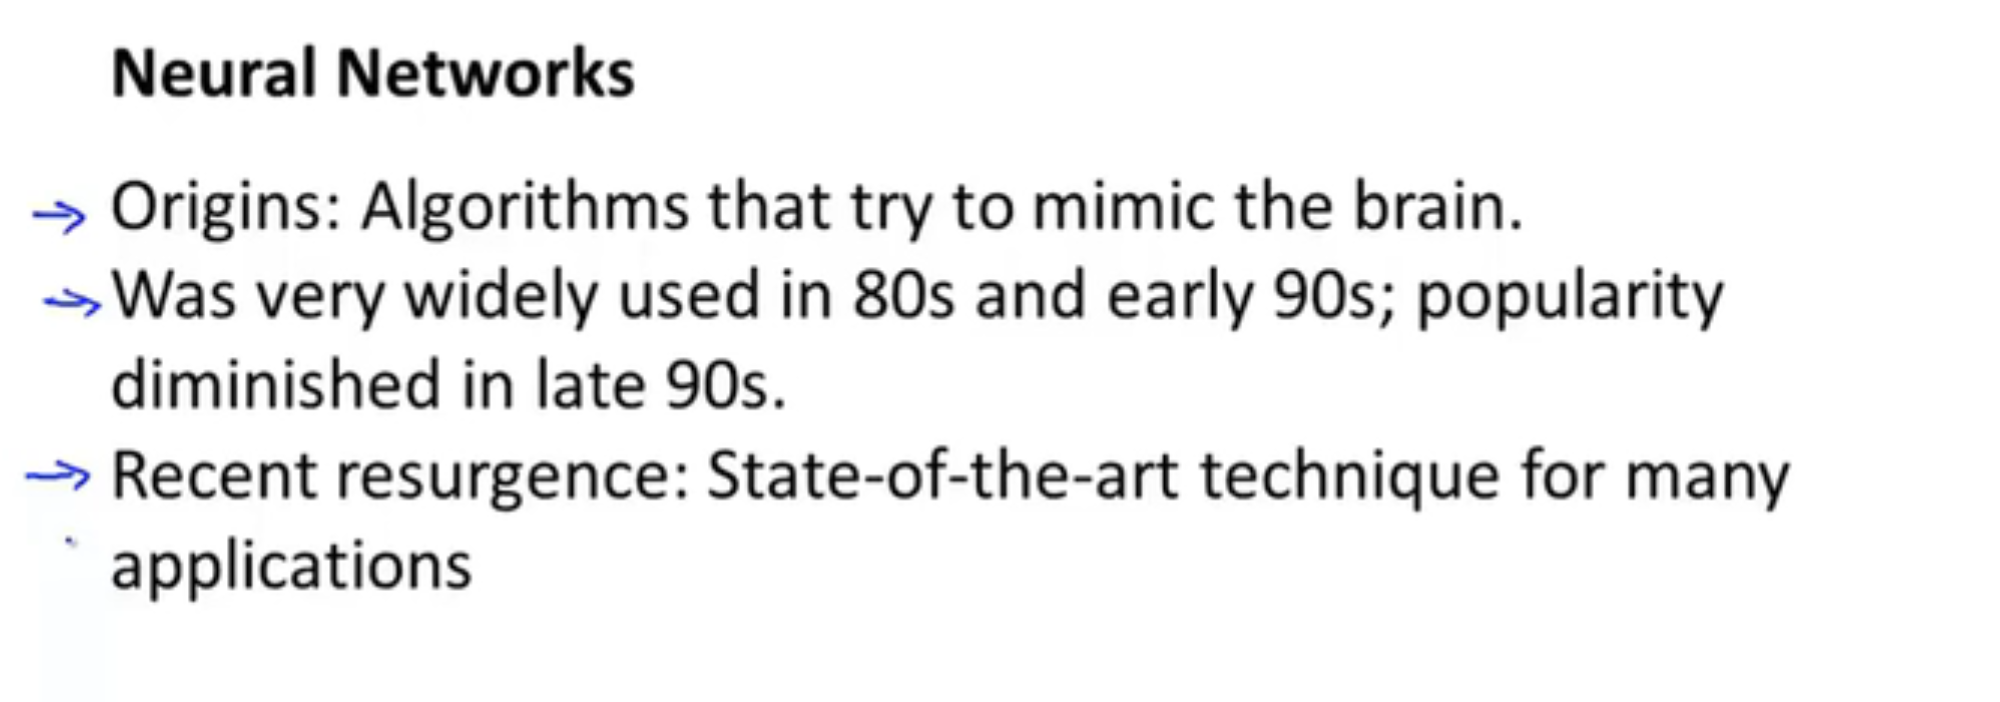 Neural Networks
Origins: Algorithms that try to mimic the brain.
Was very widely used in 80s and early 90s; popularity
diminished in late 90s.
Recent resurgence: State-of-the-art technique for many
applications